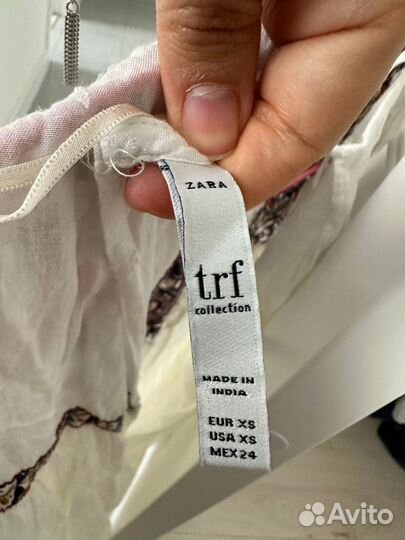 ZARA
trf
collection
MADE IN
INDIA
EUR XS
USA XS
MEX 24
Avito